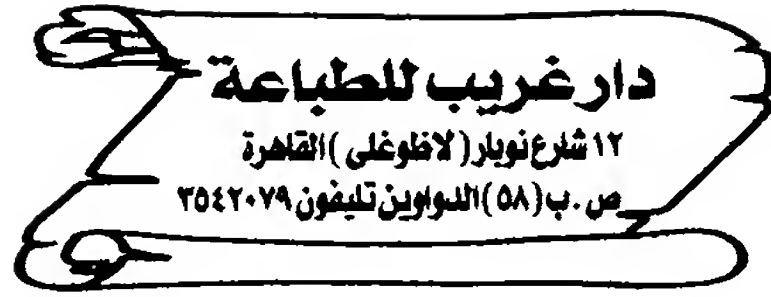 دار غريب للطباعة
١٢ شارع نوبار ( لاظوغلى ) القاهرة
ص . ب ( ٥٨ ) الدواوين تليفون ٣٥٤٢٠٧٩